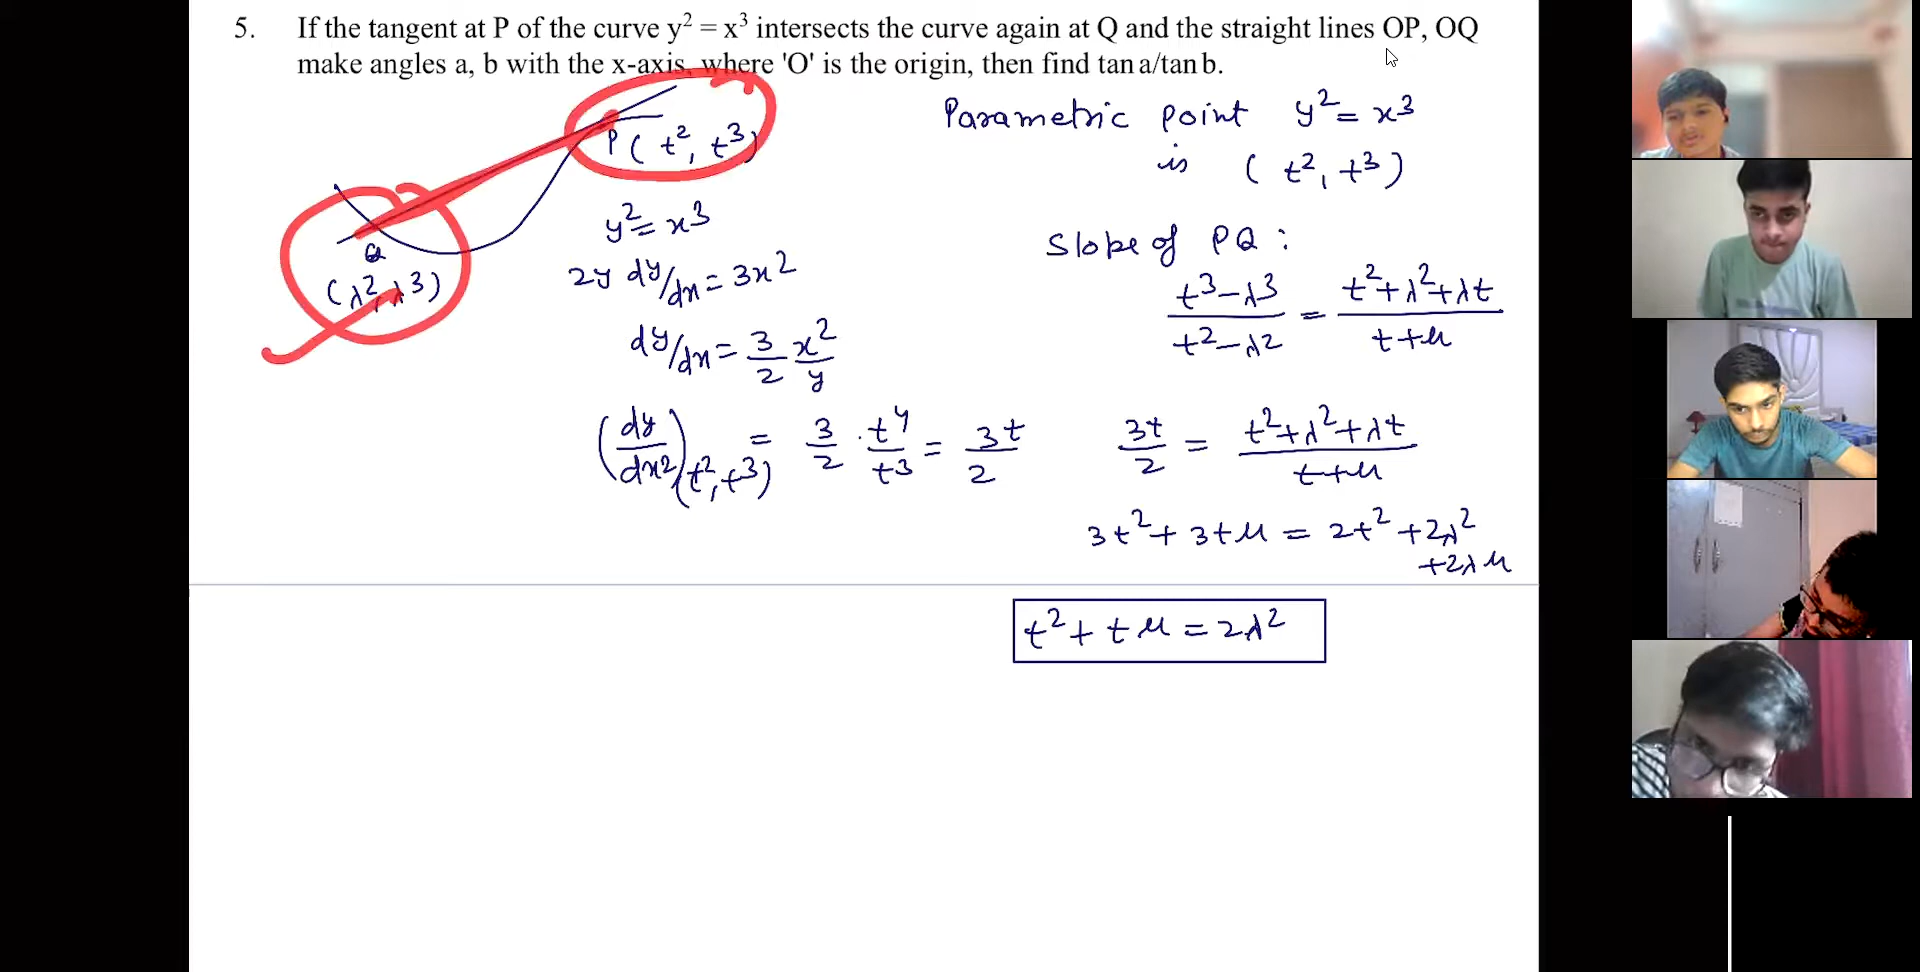 5. If the tangent at P of the curve y² = x³ intersects the curve again at Q and the straight lines OP, OQ
make angles a, b with the x-axis, where 'O' is the origin, then find tan a/tan b.
P ( t², t³ )
Q
(λ², λ³)
y² = x³
2y dy/dx = 3x²
dy/dx = 3/2 x²/y
(dy/dx2)(t², t³) = 3/2 · t⁴/t³ = 3t/2
Parametric point y² = x³
is ( t², t³ )
Slope of PQ :
t³ – λ³ / t² – λ² = t² + λ² + λt / t + μ
3t/2 = t² + λ² + λt / t + μ
3t² + 3tμ = 2t² + 2λ²
+ 2λμ
t² + tμ = 2λ²